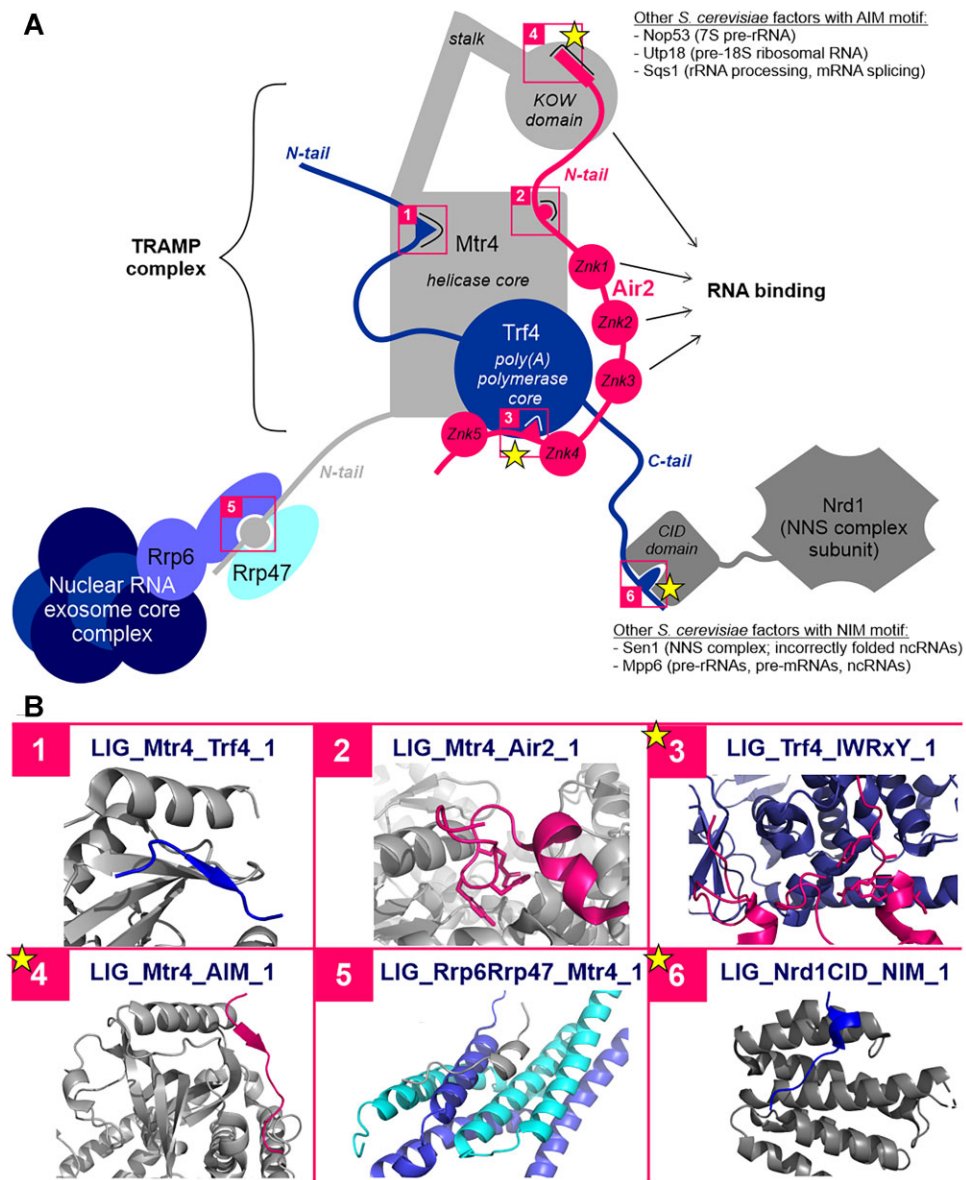 A
stalk
4
KOW
domain
Other S. cerevisiae factors with AIM motif:
- Nop53 (7S pre-rRNA)
- Utp18 (pre-18S ribosomal RNA)
- Sqs1 (rRNA processing, mRNA splicing)
N-tail
N-tail
1
2
TRAMP
complex
Mtr4
helicase core
Znk1
Air2
RNA binding
Znk2
Trf4
poly(A)
polymerase
core
Znk3
3
Znk5
Znk4
N-tail
C-tail
5
Rrp6
Rrp47
Nuclear RNA
exosome core
complex
CID
domain
Nrd1
(NNS complex
subunit)
6
Other S. cerevisiae factors with NIM motif:
- Sen1 (NNS complex; incorrectly folded ncRNAs)
- Mpp6 (pre-rRNAs, pre-mRNAs, ncRNAs)
B
1 LIG_Mtr4_Trf4_1
2 LIG_Mtr4_Air2_1
3 LIG_Trf4_IWRxY_1
4 LIG_Mtr4_AIM_1
5 LIG_Rrp6Rrp47_Mtr4_1
6 LIG_Nrd1CID_NIM_1